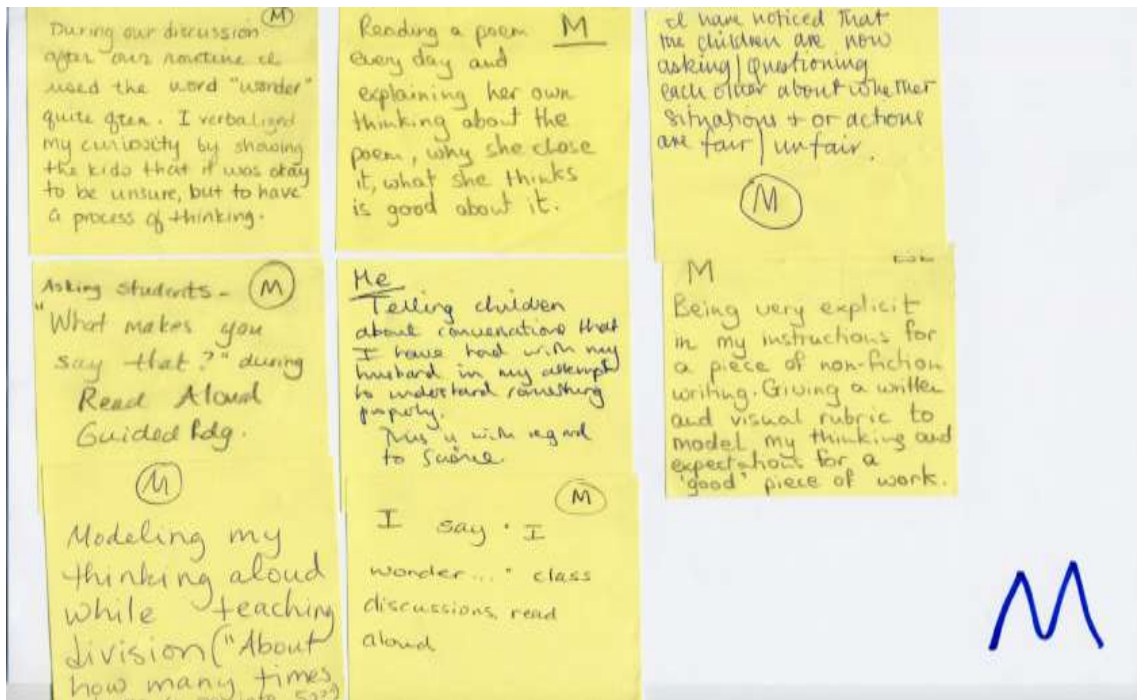 M
During our discussion
after our routine I
used the word "wonder"
quite often. I verbalized
my curiosity by showing
the kids that it was okay
to be unsure, but to have
a process of thinking.
Reading a poem M
every day and
explaining her own
thinking about the
poem, why she chose
it, what she thinks
is good about it.
I have noticed that
the children are now
asking/questioning
each other about whether
situations + or actions
are fair/unfair.
M
Asking students - M
"What makes you
say that?" during
Read Aloud
Guided Rdg.
Me
Telling children
about conversations that
I have had with my
husband in my attempt
to understand something
properly.
This is with regard
to Science.
M
Being very explicit
in my instructions for
a piece of non-fiction
writing. Giving a written
and visual rubric to
model my thinking and
expectations for a
'good' piece of work.
M
Modeling my
thinking aloud
while teaching
division ("About
how many times
M
I say "I
wonder..." class
discussions, read
aloud
M